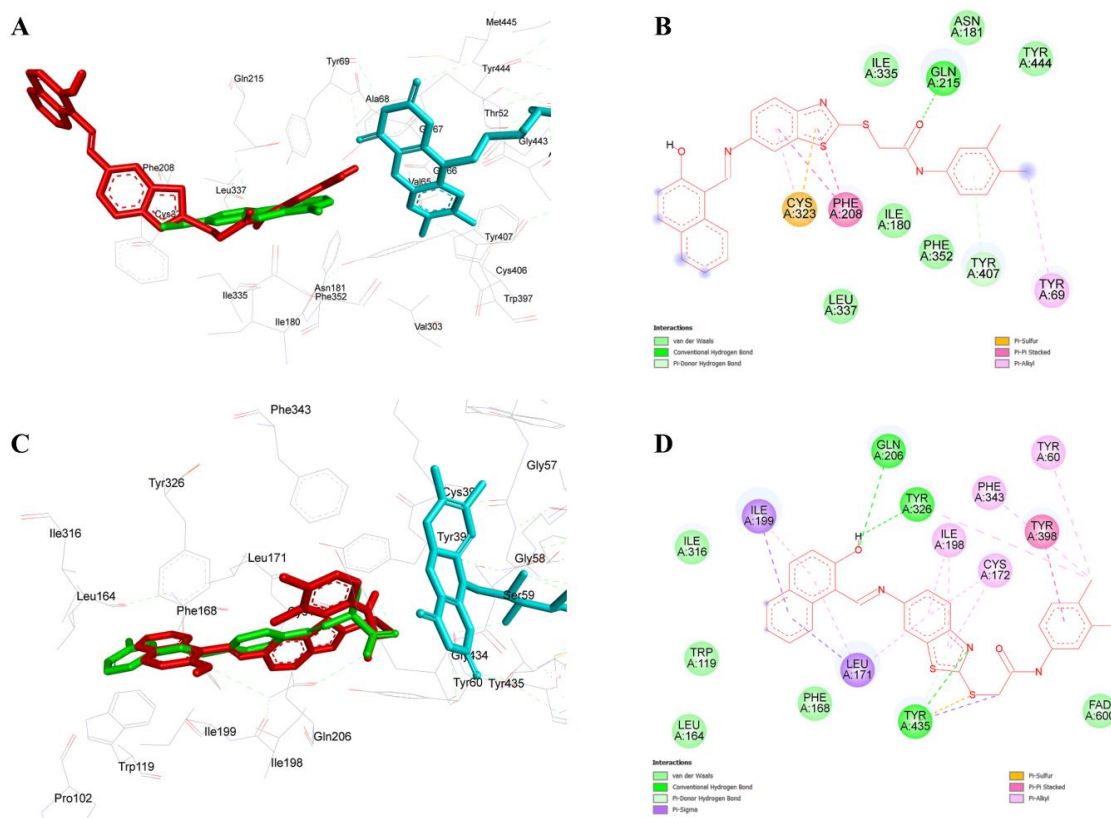 A
Met445
Tyr69
Gln215
Tyr444
Ala68
Thr52
Gly443
Phe208
Leu337
Val65
Tyr407
Cys406
Asn181
Ile335
Phe352
Trp397
Ile180
Val303
B
ASN
A:181
ILE
A:335
TYR
A:444
GLN
A:215
N
S
O
S
H
O
N
N
CYS
A:323
PHE
A:208
ILE
A:180
PHE
A:352
TYR
A:407
TYR
A:69
LEU
A:337
Interactions
van der Waals
Conventional Hydrogen Bond
Pi-Donor Hydrogen Bond
Pi-Sulfur
Pi-Pi Stacked
Pi-Alkyl
C
Phe343
Gly57
Tyr326
Cys39
Ile316
Tyr39
Leu171
Gly58
Leu164
Ser59
Phe168
Gly434
Tyr60
Tyr435
Ile199
Gln206
Trp119
Ile198
Pro102
D
GLN
A:206
TYR
A:60
PHE
A:343
TYR
A:326
ILE
A:199
TYR
A:398
ILE
A:198
ILE
A:316
H
O
CYS
A:172
N
TRP
A:119
LEU
A:171
N
O
S
S
N
PHE
A:168
TYR
A:435
FAD
A:600
LEU
A:164
Interactions
van der Waals
Conventional Hydrogen Bond
Pi-Donor Hydrogen Bond
Pi-Sigma
Pi-Sulfur
Pi-Pi Stacked
Pi-Alkyl